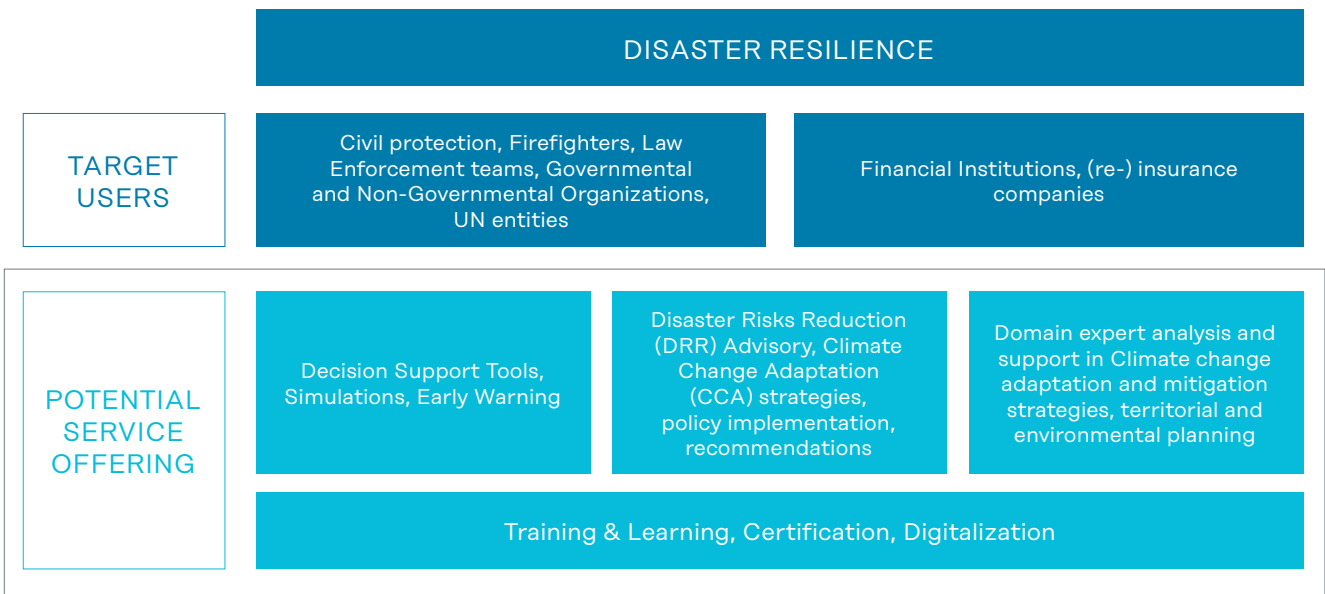 DISASTER RESILIENCE
TARGET
USERS
Civil protection, Firefighters, Law
Enforcement teams, Governmental
and Non-Governmental Organizations,
UN entities
Financial Institutions, (re-) insurance
companies
POTENTIAL
SERVICE
OFFERING
Decision Support Tools,
Simulations, Early Warning
Disaster Risks Reduction
(DRR) Advisory, Climate
Change Adaptation
(CCA) strategies,
policy implementation,
recommendations
Domain expert analysis and
support in Climate change
adaptation and mitigation
strategies, territorial and
environmental planning
Training & Learning, Certification, Digitalization